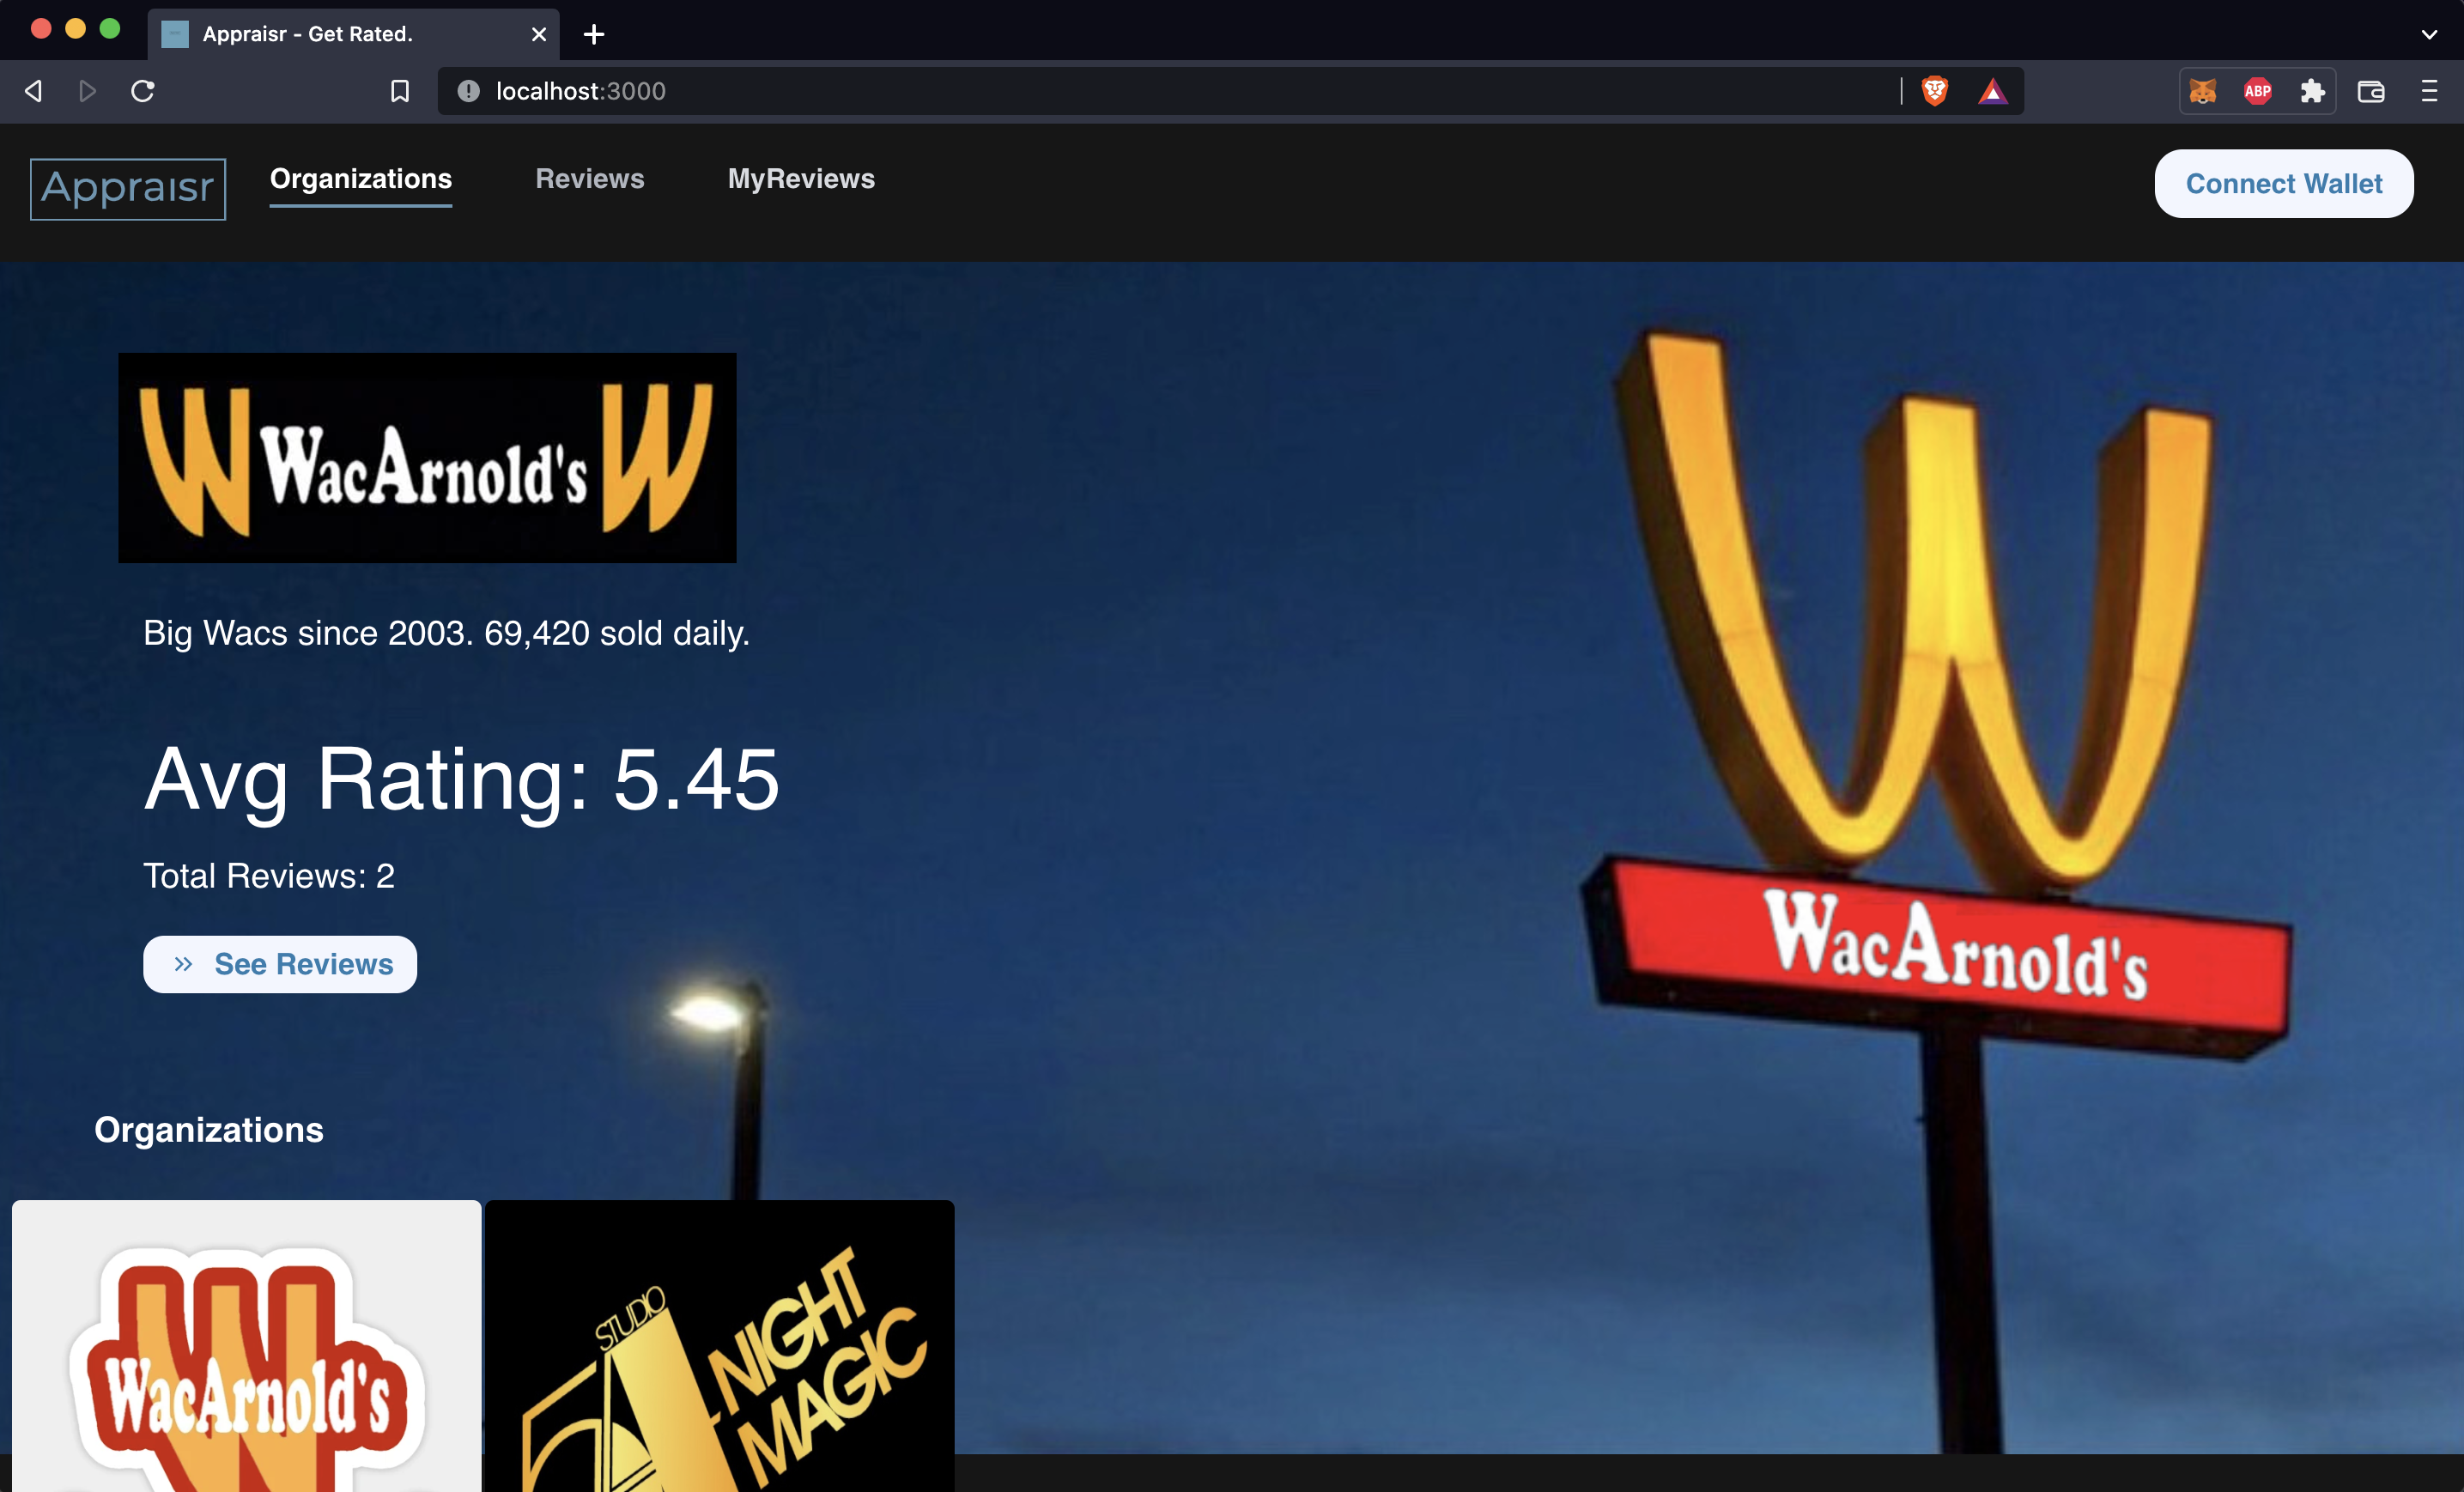 Appraisr - Get Rated.
localhost:3000
ABP
Appraisr
Organizations
Reviews
MyReviews
Connect Wallet
WacArnold's
Big Wacs since 2003. 69,420 sold daily.
Avg Rating: 5.45
Total Reviews: 2
See Reviews
WacArnold's
Organizations
WacArnold's
STUDIO
NIGHT
MAGIC